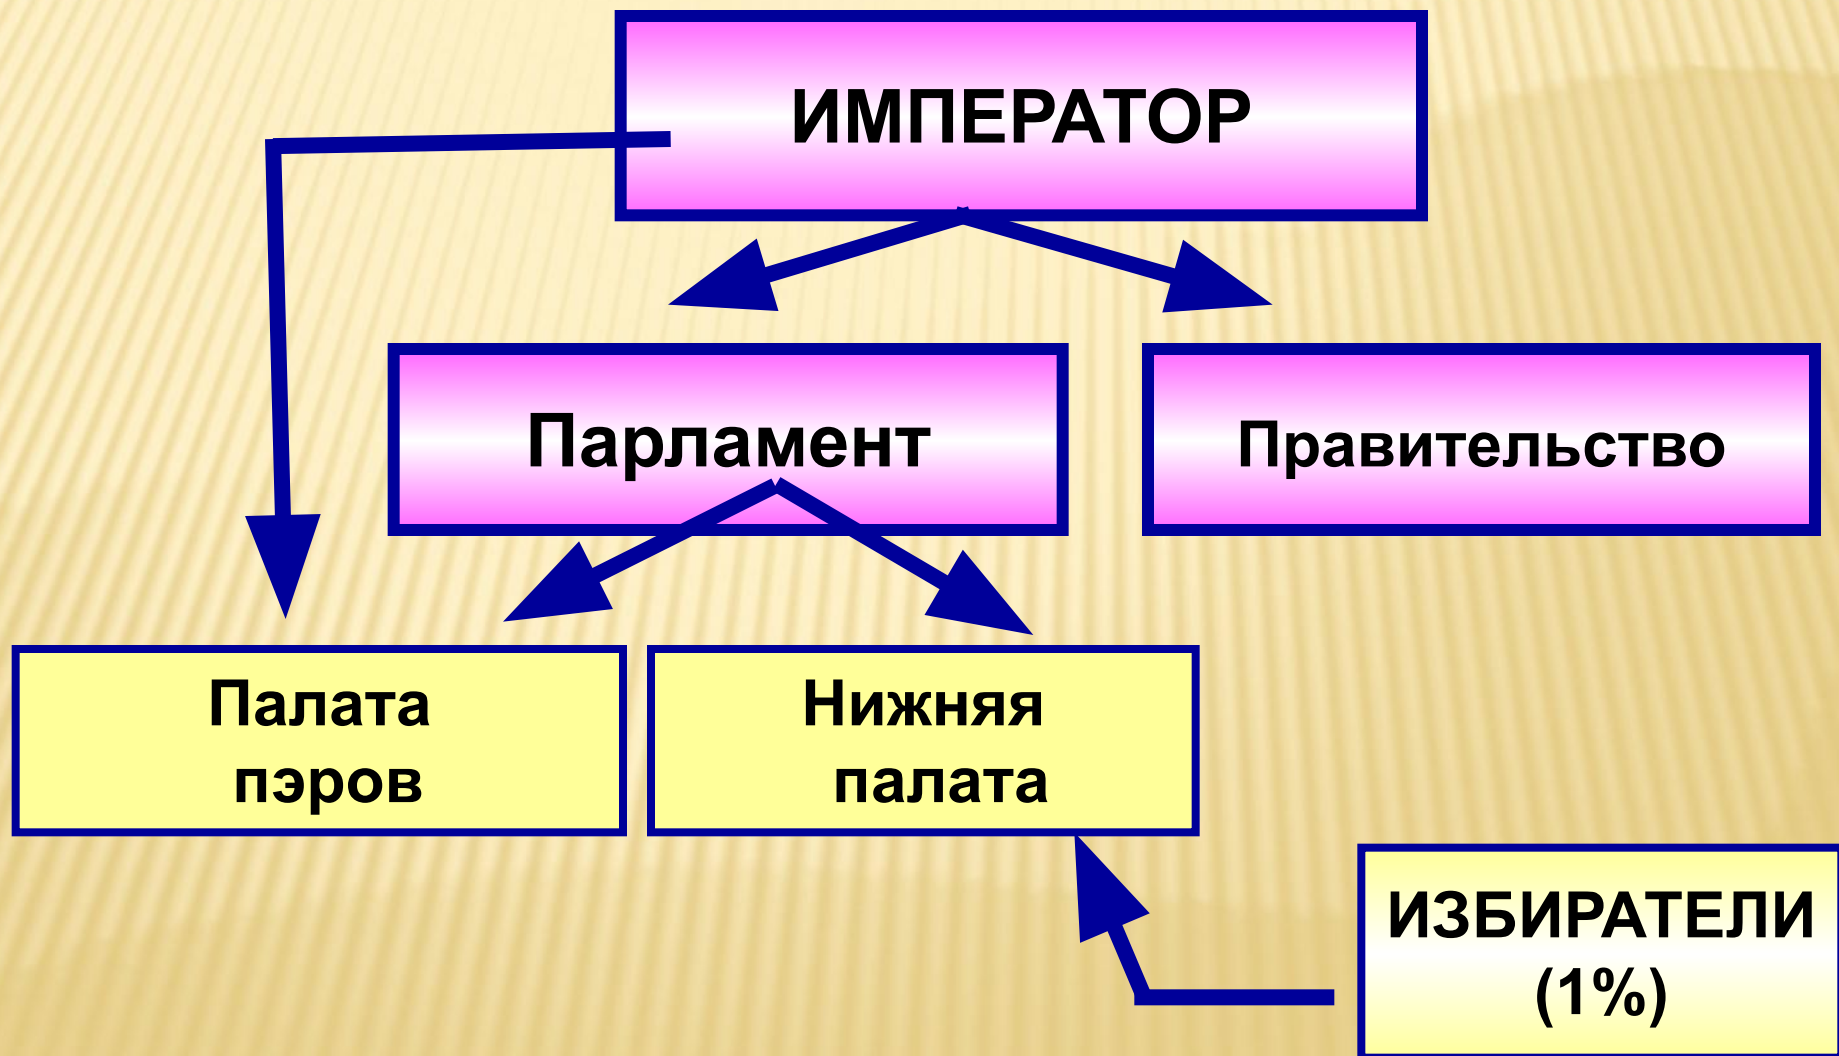 ИМПЕРАТОР
Парламент
Правительство
Палата
пэров
Нижняя
палата
ИЗБИРАТЕЛИ
(1%)